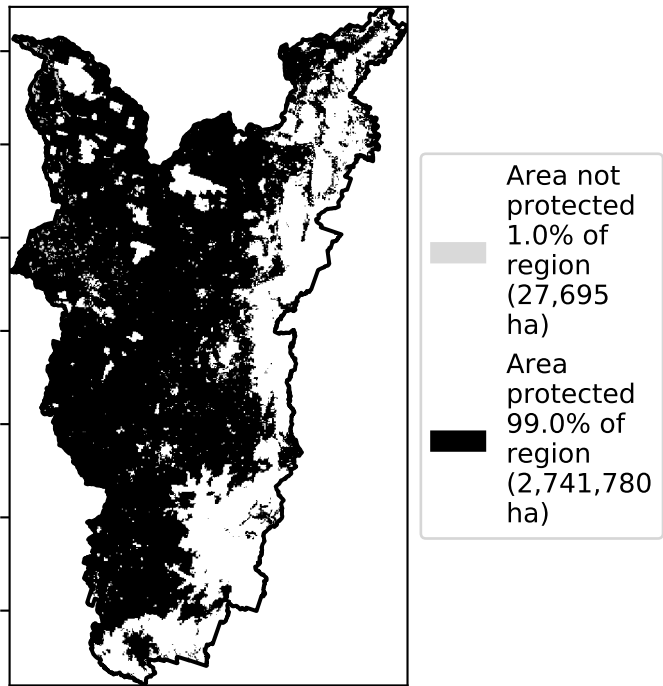 Area not
protected
1.0% of
region
(27,695
ha)
Area
protected
99.0% of
region
(2,741,780
ha)